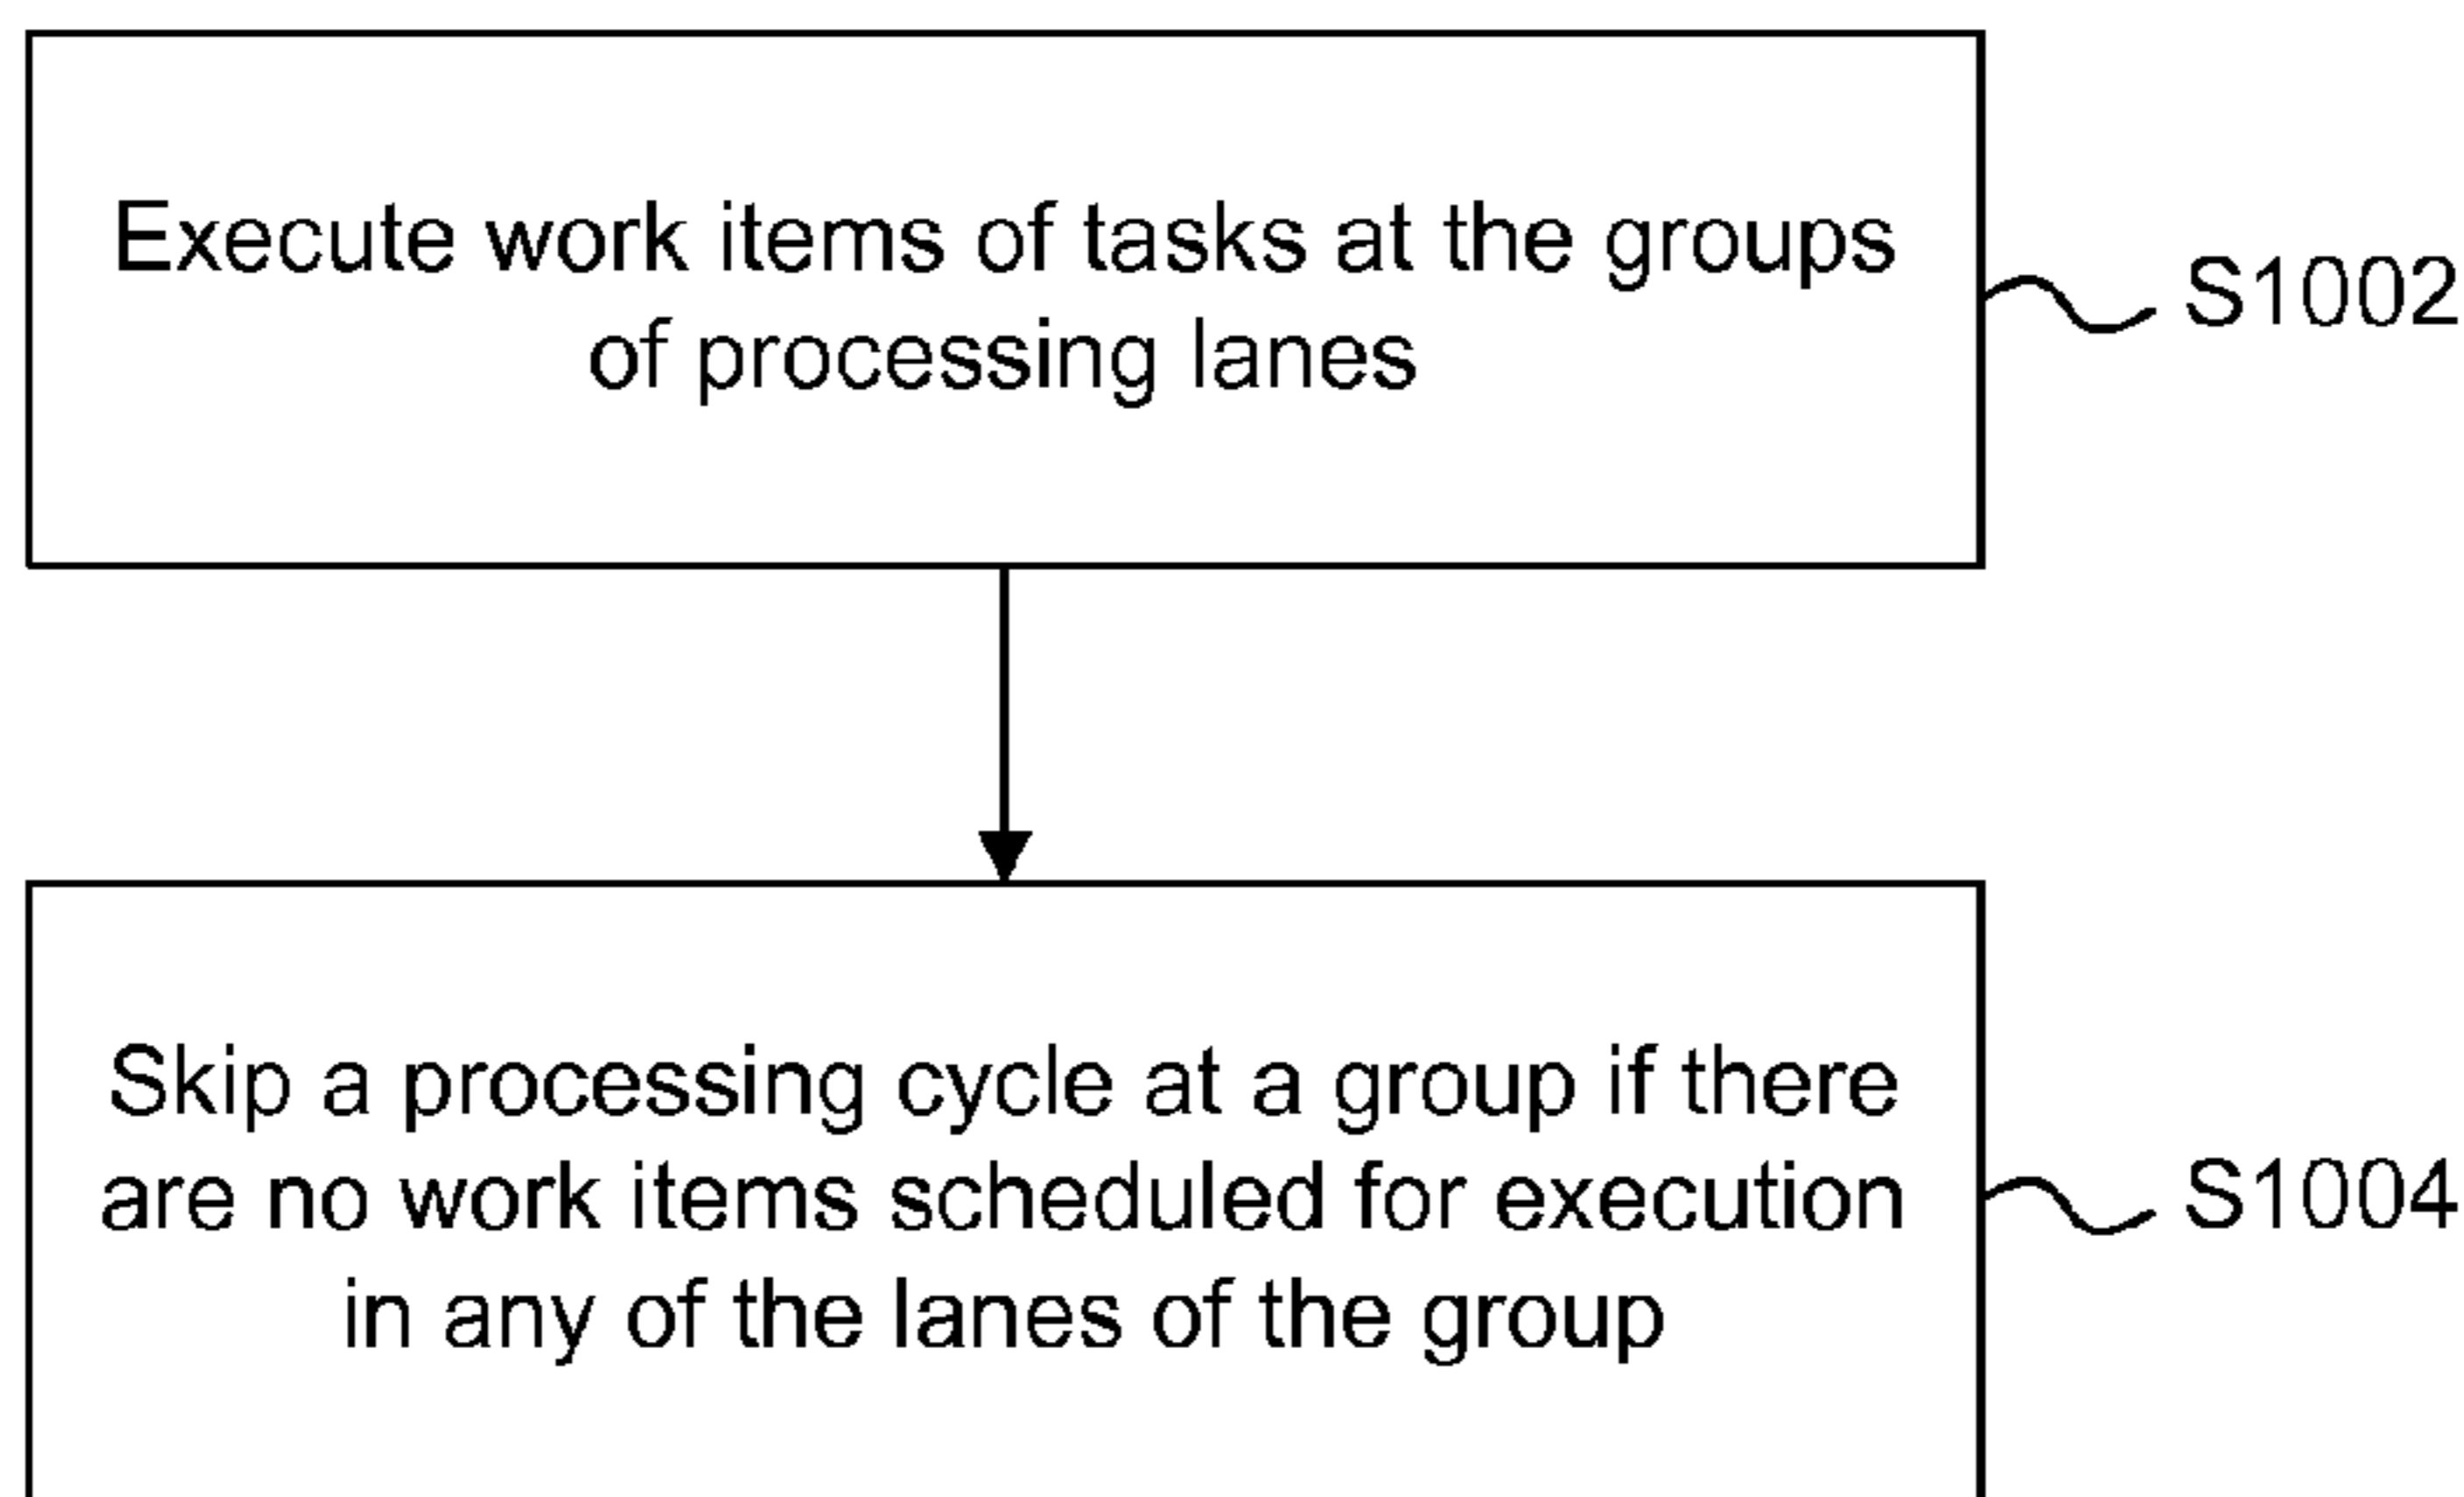 Execute work items of tasks at the groups
of processing lanes
S1002
Skip a processing cycle at a group if there
are no work items scheduled for execution
in any of the lanes of the group
S1004